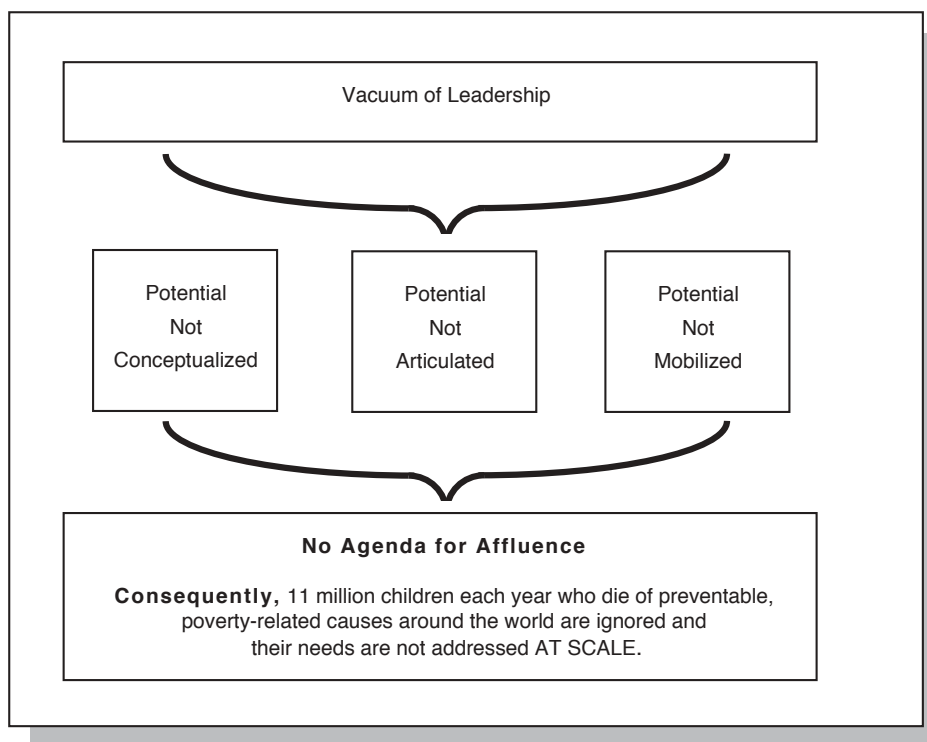 Vacuum of Leadership
Potential
Not
Conceptualized
Potential
Not
Articulated
Potential
Not
Mobilized
No Agenda for Affluence
Consequently, 11 million children each year who die of preventable,
poverty-related causes around the world are ignored and
their needs are not addressed AT SCALE.